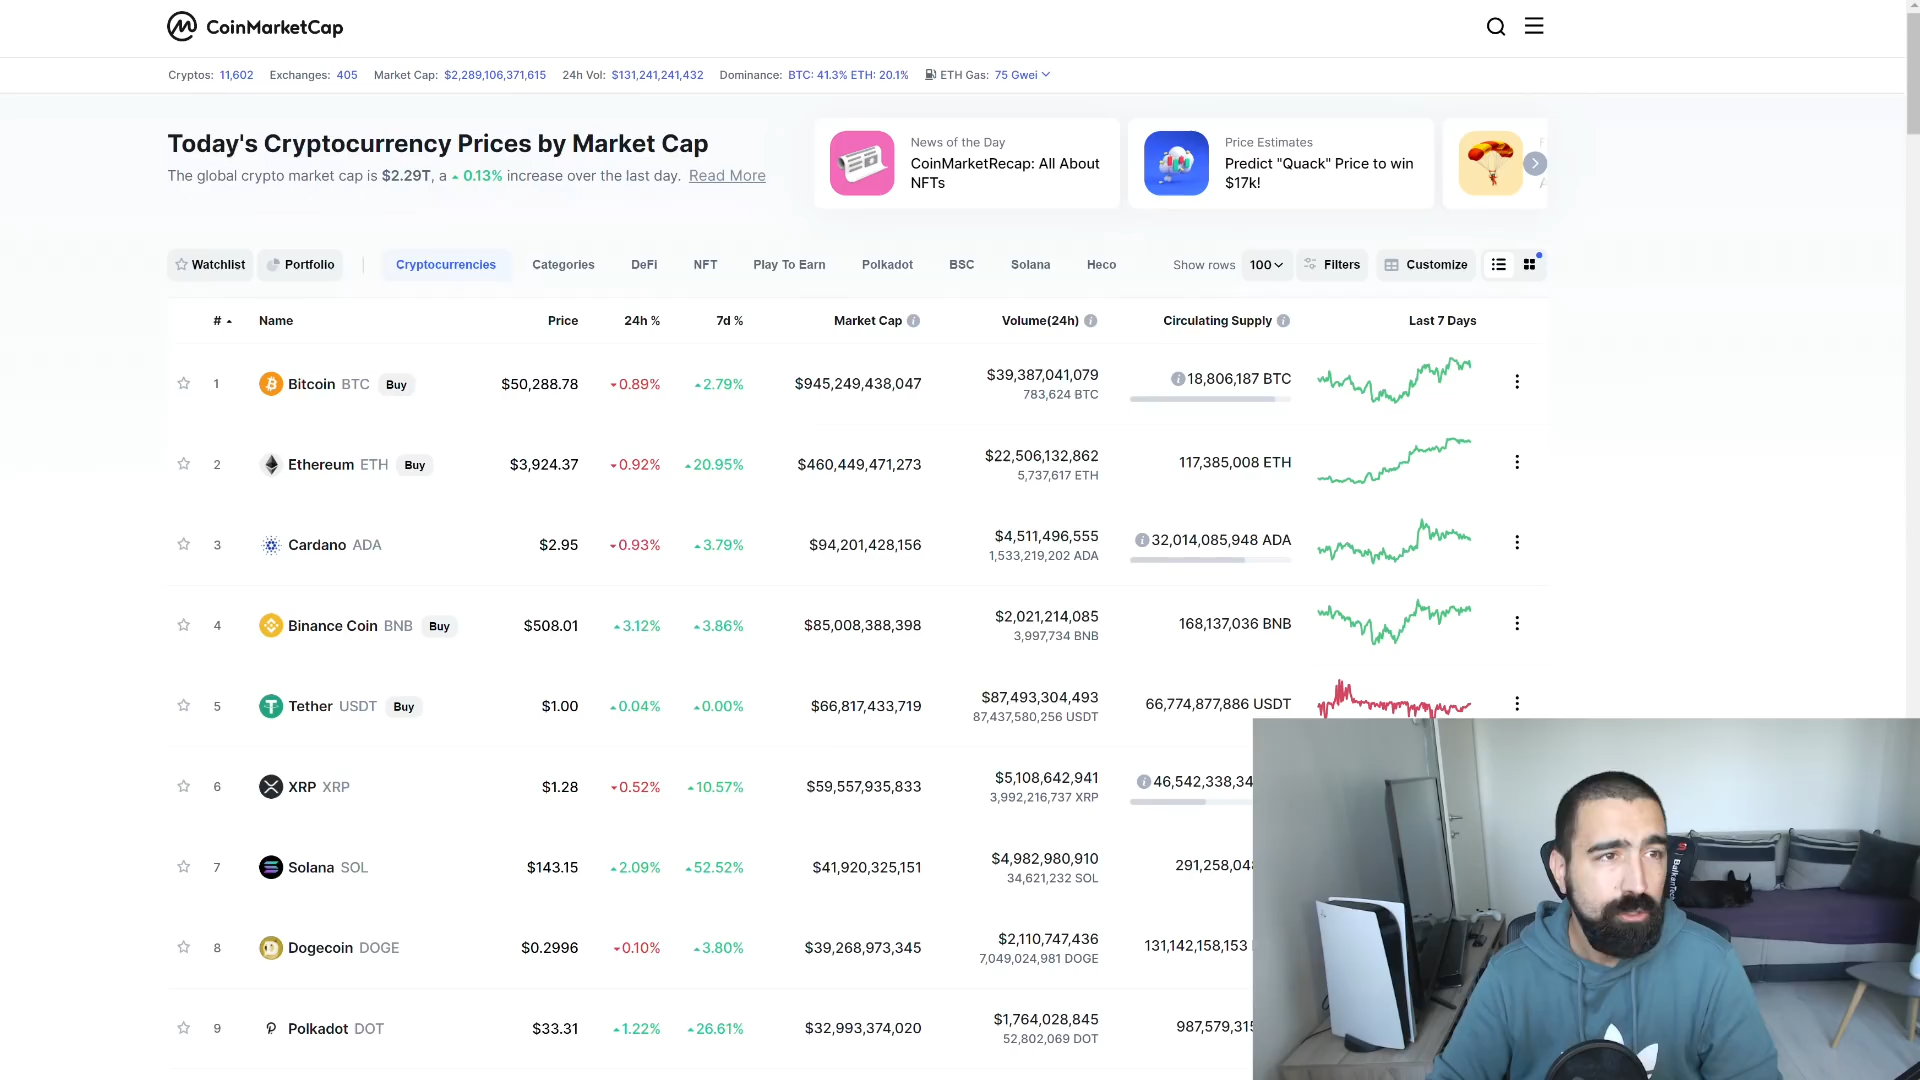 CoinMarketCap
Cryptos: 11,602 Exchanges: 405 Market Cap: $2,289,106,371,615 24h Vol: $131,241,241,432 Dominance: BTC: 41.3% ETH: 20.1% ETH Gas: 75 Gwei
Today's Cryptocurrency Prices by Market Cap
The global crypto market cap is $2.29T, a 0.13% increase over the last day. Read More
News of the Day
CoinMarketRecap: All About
NFTs
Price Estimates
Predict "Quack" Price to win
$17k!
Watchlist Portfolio Cryptocurrencies Categories DeFi NFT Play To Earn Polkadot BSC Solana Heco Show rows 100 Filters Customize
# Name Price 24h % 7d % Market Cap Volume(24h) Circulating Supply Last 7 Days
1 Bitcoin BTC Buy $50,288.78 0.89% 2.79% $945,249,438,047 $39,387,041,079 18,806,187 BTC
783,624 BTC
2 Ethereum ETH Buy $3,924.37 0.92% 20.95% $460,449,471,273 $22,506,132,862 117,385,008 ETH
5,737,617 ETH
3 Cardano ADA $2.95 0.93% 3.79% $94,201,428,156 $4,511,496,555 32,014,085,948 ADA
1,533,219,202 ADA
4 Binance Coin BNB Buy $508.01 3.12% 3.86% $85,008,388,398 $2,021,214,085 168,137,036 BNB
3,997,734 BNB
5 Tether USDT Buy $1.00 0.04% 0.00% $66,817,433,719 $87,493,304,493 66,774,877,886 USDT
87,437,580,256 USDT
6 XRP XRP $1.28 0.52% 10.57% $59,557,935,833 $5,108,642,941 46,542,338,34
3,992,216,737 XRP
7 Solana SOL $143.15 2.09% 52.52% $41,920,325,151 $4,982,980,910 291,258,048
34,621,232 SOL
8 Dogecoin DOGE $0.2996 0.10% 3.80% $39,268,973,345 $2,110,747,436 131,142,158,153
7,049,024,981 DOGE
9 Polkadot DOT $33.31 1.22% 26.61% $32,993,374,020 $1,764,028,845 987,579,315
52,802,069 DOT
BalkanTech